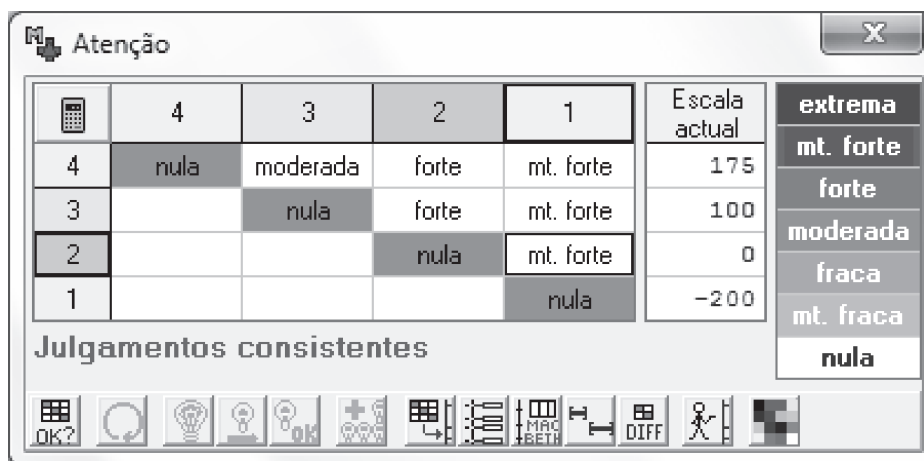 Atenção
4 3 2 1 Escala actual extrema
mt. forte
4 nula moderada forte mt. forte 175
forte
3 nula forte mt. forte 100
moderada
2 nula mt. forte 0
fraca
1 nula -200
mt. fraca
Julgamentos consistentes nula
OK? OK MAC BETH DIFF